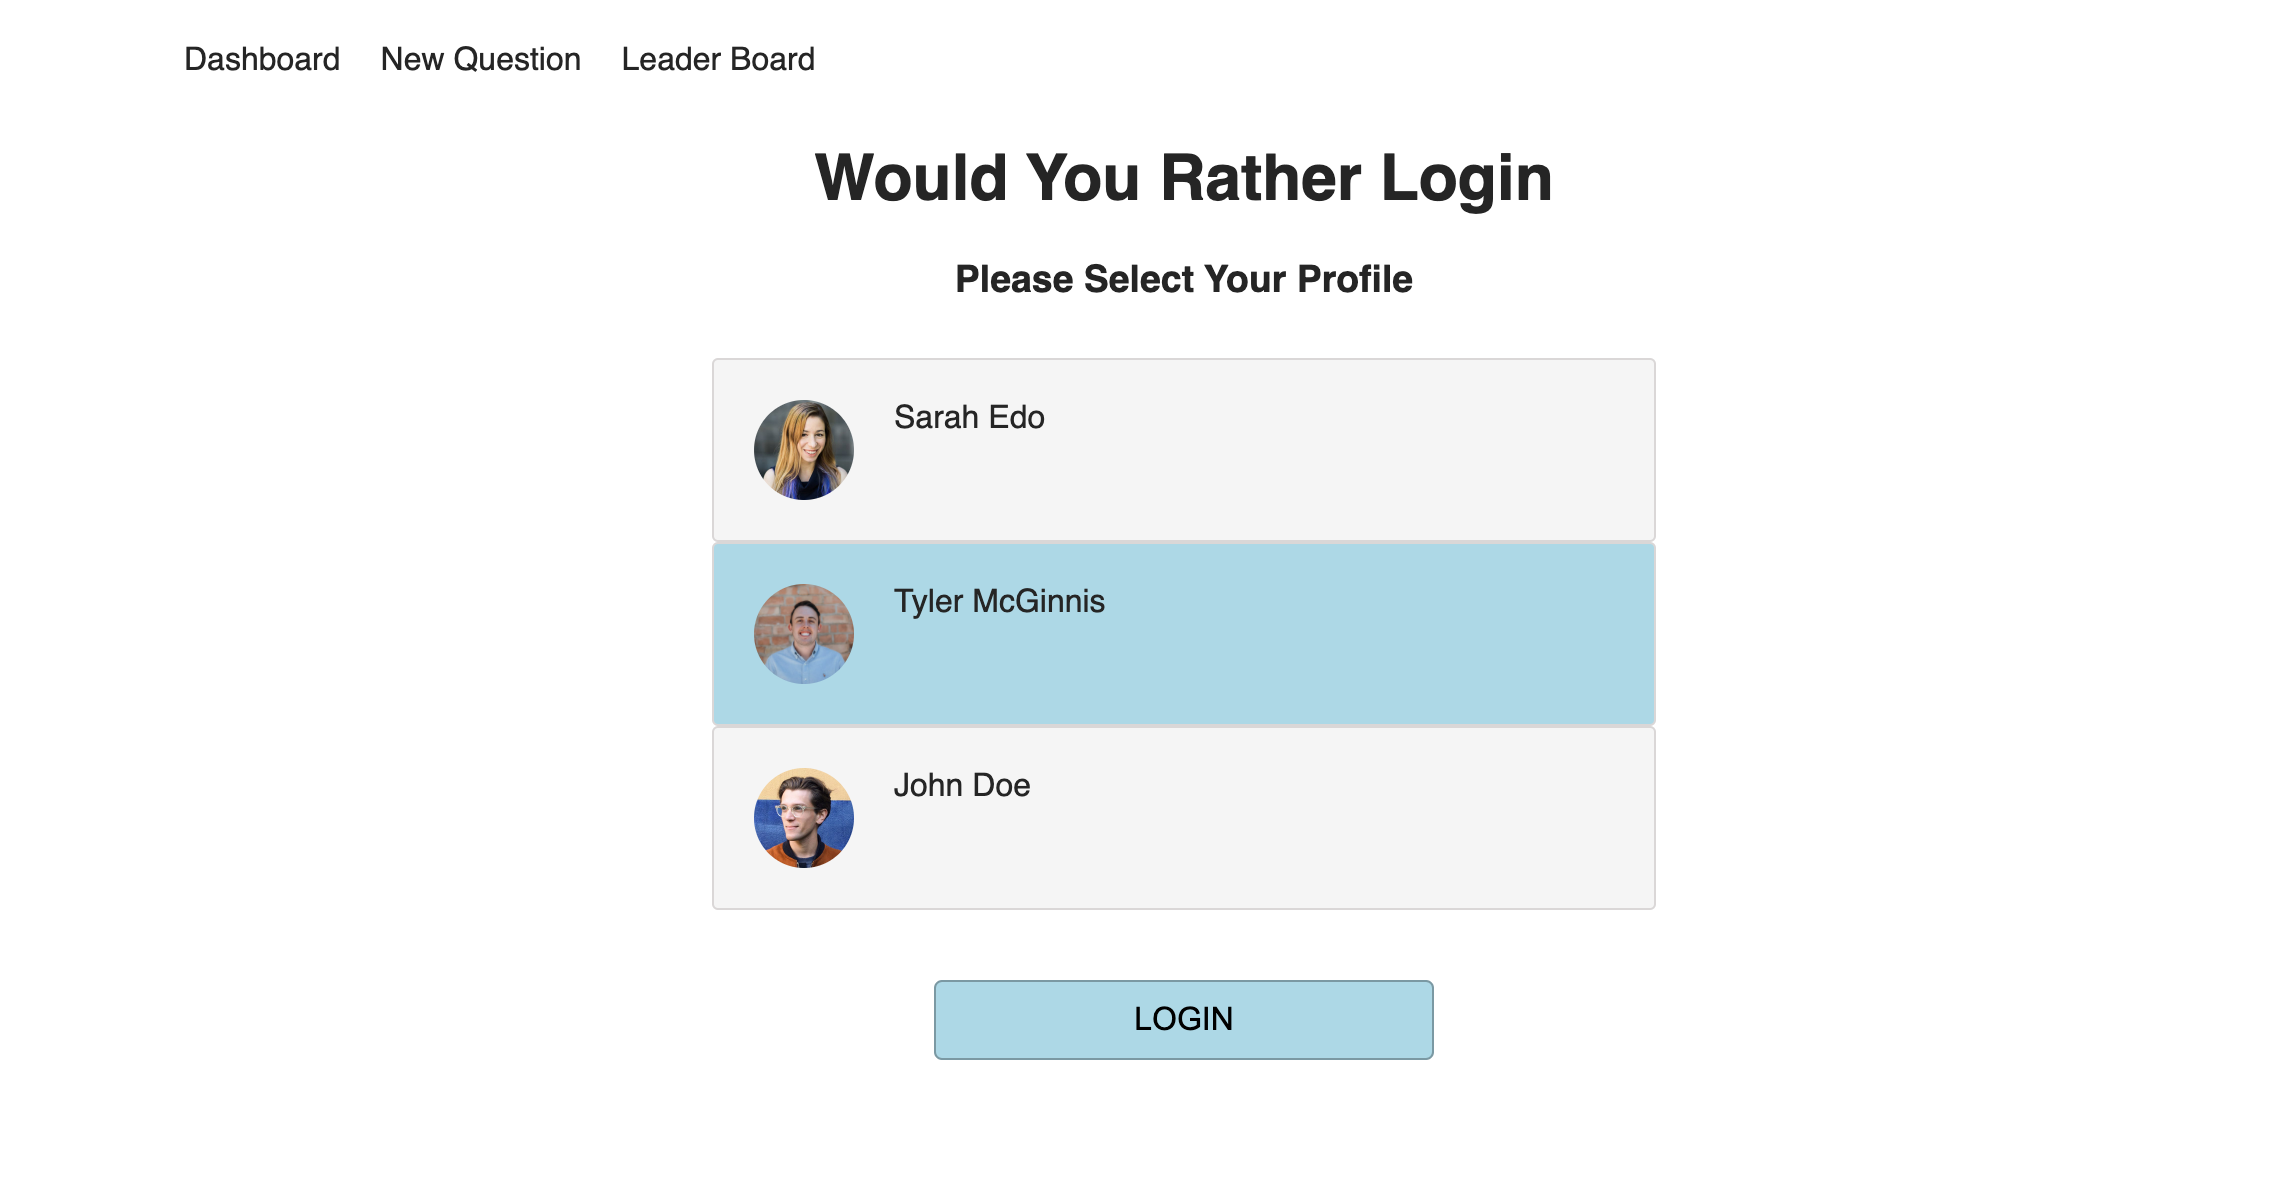 Dashboard New Question Leader Board
Would You Rather Login
Please Select Your Profile
Sarah Edo
Tyler McGinnis
John Doe
LOGIN